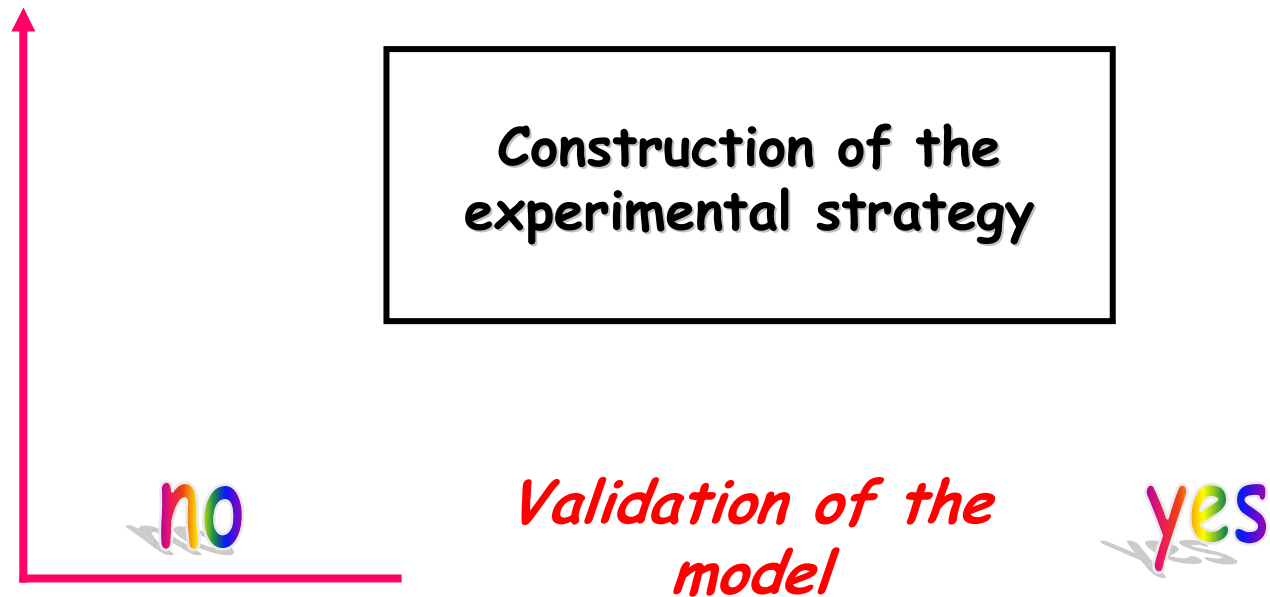 Construction of the
experimental strategy
no
Validation of the
model
yes